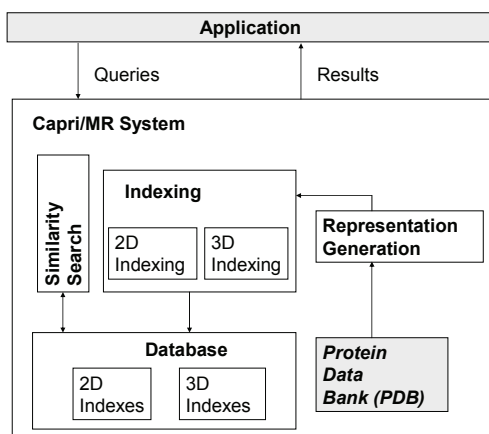 Application
Queries
Results
Capri/MR System
Similarity
Search
Indexing
2D
Indexing
3D
Indexing
Representation
Generation
Database
2D
Indexes
3D
Indexes
Protein
Data
Bank (PDB)